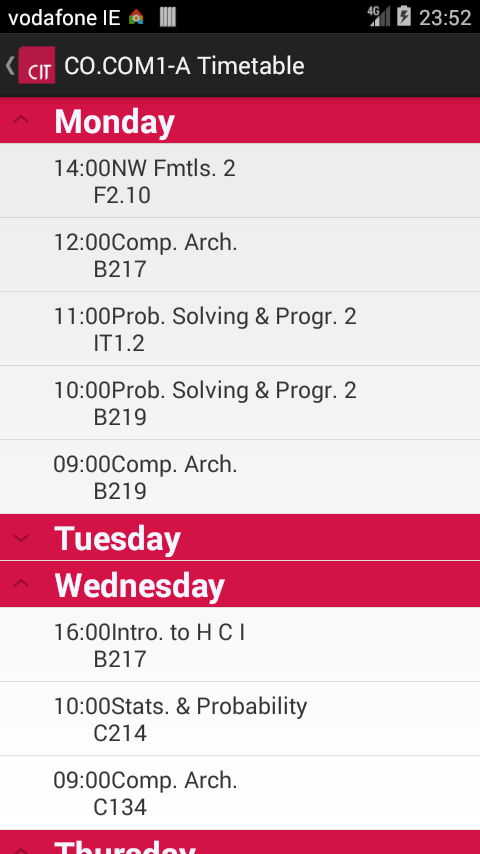 vodafone IE 4G 23:52
CIT CO.COM1-A Timetable
Monday
14:00NW Fmtls. 2
F2.10
12:00Comp. Arch.
B217
11:00Prob. Solving & Progr. 2
IT1.2
10:00Prob. Solving & Progr. 2
B219
09:00Comp. Arch.
B219
Tuesday
Wednesday
16:00Intro. to H C I
B217
10:00Stats. & Probability
C214
09:00Comp. Arch.
C134
Thursday